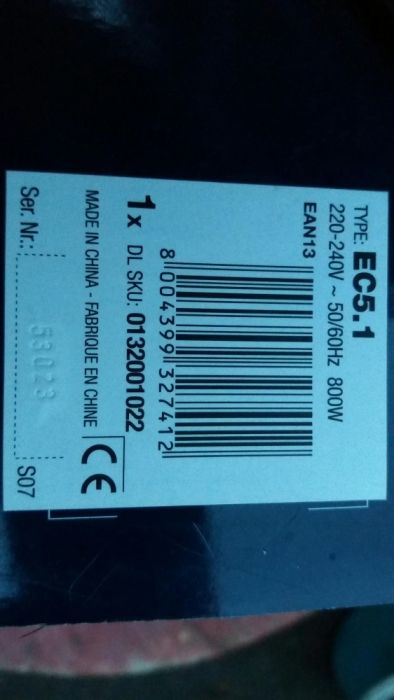 TYPE: EC5.1
220-240V ~ 50/60Hz 800W
EAN13
8 004399 327412
1x DL SKU: 0132001022
MADE IN CHINA - FABRIQUE EN CHINE
CE
Ser. Nr.: 53023
S07